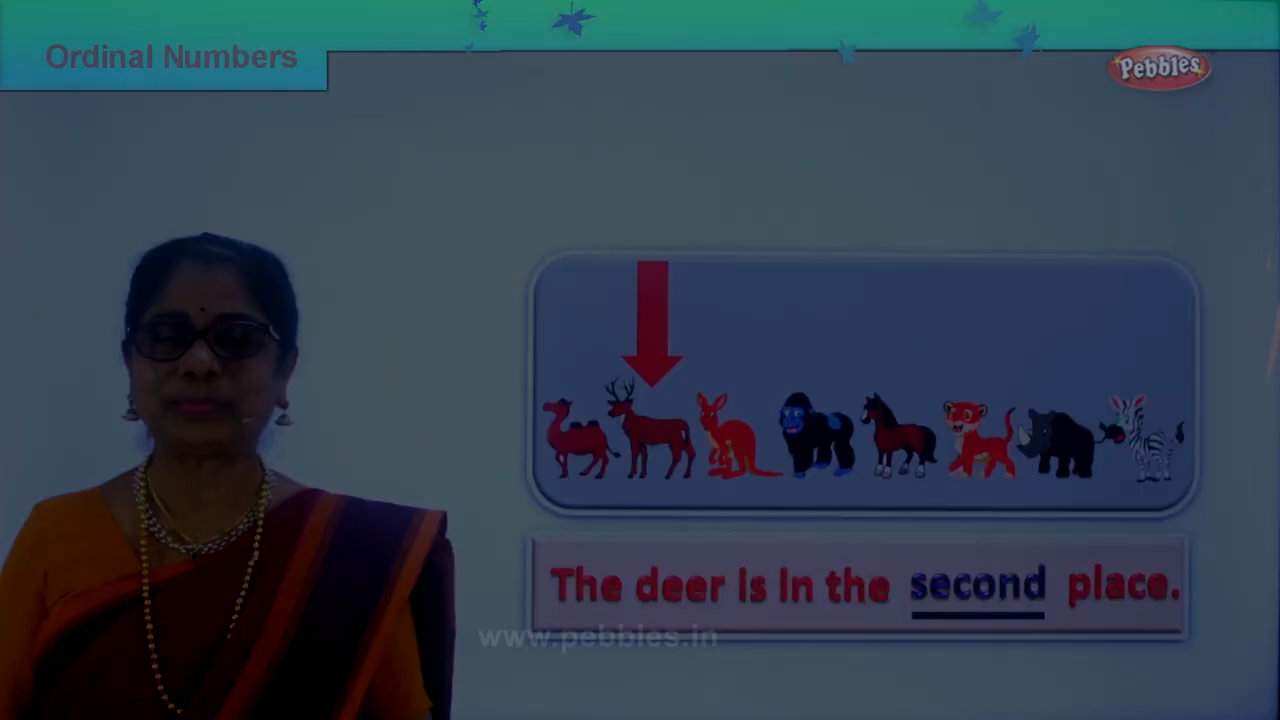 Ordinal Numbers
Pebbles
The deer is in the second place.
www.pebbles.in